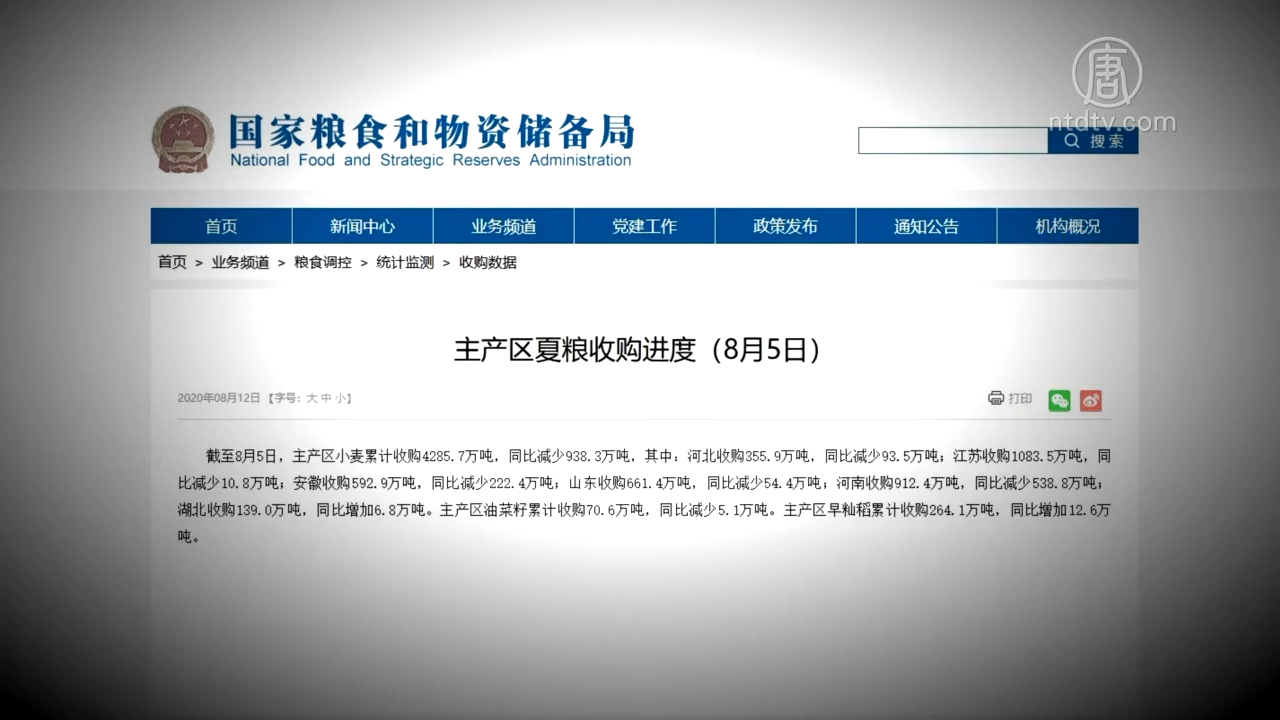 唐
ntdtv.com
国家粮食和物资储备局
National Food and Strategic Reserves Administration
搜索
首页 新闻中心 业务频道 党建工作 政策发布 通知公告 机构概况
首页 > 业务频道 > 粮食调控 > 统计监测 > 收购数据
主产区夏粮收购进度（8月5日）
2020年08月12日 【字号：大 中 小】 打印
截至8月5日，主产区小麦累计收购4285.7万吨，同比减少938.3万吨，其中：河北收购355.9万吨，同比减少93.5万吨；江苏收购1083.5万吨，同
比减少10.8万吨；安徽收购592.9万吨，同比减少222.4万吨；山东收购661.4万吨，同比减少54.4万吨；河南收购912.4万吨，同比减少538.8万吨；
湖北收购139.0万吨，同比增加6.8万吨。主产区油菜籽累计收购70.6万吨，同比减少5.1万吨。主产区早籼稻累计收购264.1万吨，同比增加12.6万
吨。